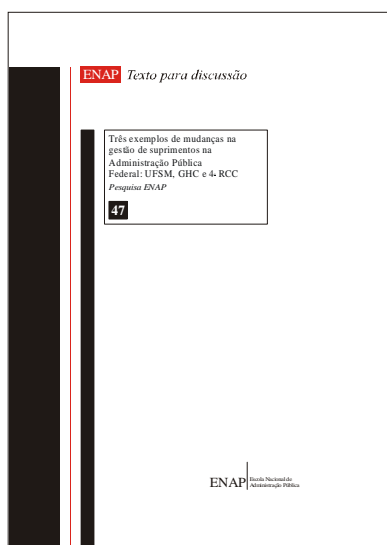 ENAP Texto para discussão
Três exemplos de mudanças na
gestão de suprimentos na
Administração Pública
Federal: UFSM, GHC e 4ª RCC
Pesquisa ENAP
47
ENAP
Escola Nacional de
Administração Pública